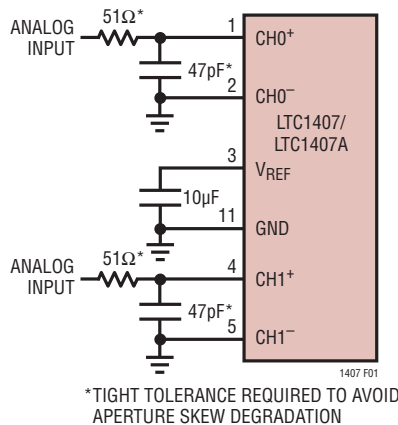 51Ω*
ANALOG
INPUT
1
CH0+
47pF*
2
CH0−
LTC1407/
LTC1407A
3
VREF
10µF
11
GND
51Ω*
ANALOG
INPUT
4
CH1+
47pF*
5
CH1−
1407 F01
*TIGHT TOLERANCE REQUIRED TO AVOID
APERTURE SKEW DEGRADATION